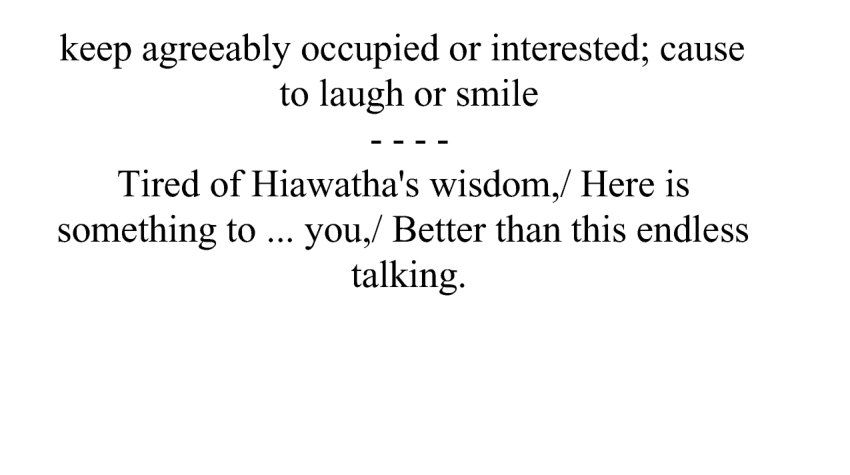 keep agreeably occupied or interested; cause
to laugh or smile
- - - -
Tired of Hiawatha's wisdom,/ Here is
something to ... you,/ Better than this endless
talking.